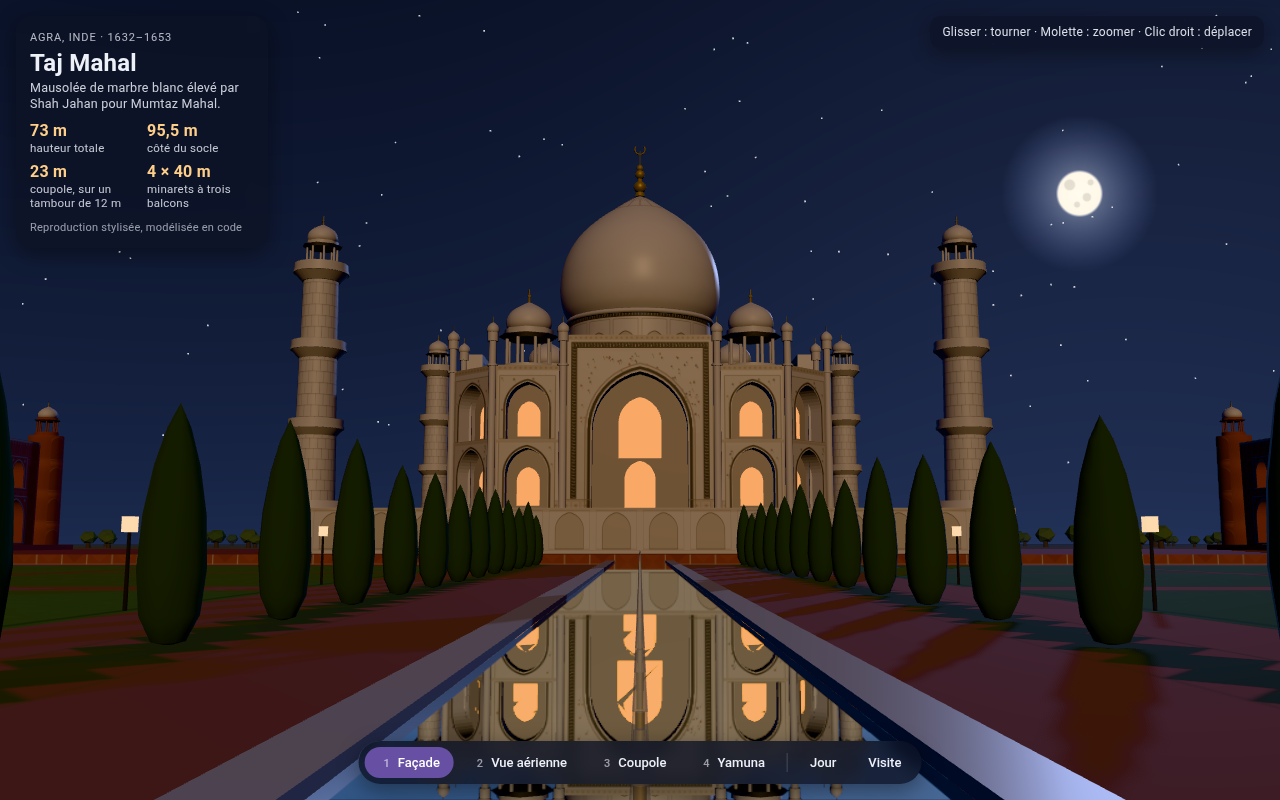 AGRA, INDE · 1632–1653
Taj Mahal
Mausolée de marbre blanc élevé par
Shah Jahan pour Mumtaz Mahal.
73 m
hauteur totale
95,5 m
côté du socle
23 m
coupole, sur un
tambour de 12 m
4 × 40 m
minarets à trois
balcons
Reproduction stylisée, modélisée en code
Glisser : tourner · Molette : zoomer · Clic droit : déplacer
1 Façade 2 Vue aérienne 3 Coupole 4 Yamuna Jour Visite